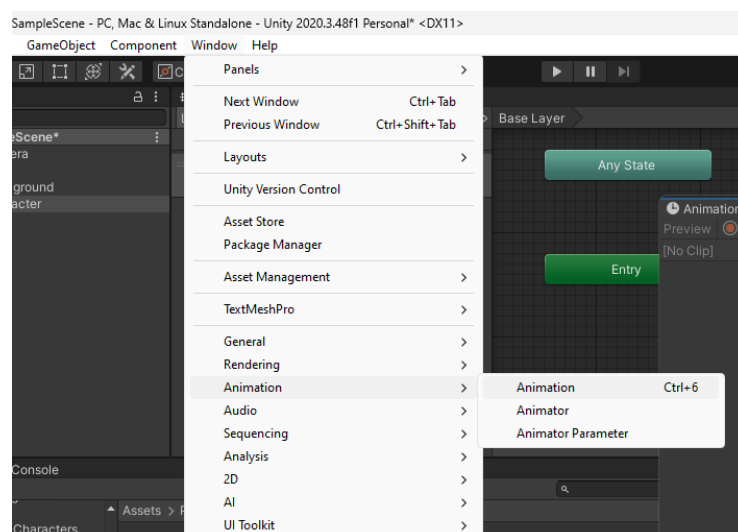 SampleScene - PC, Mac & Linux Standalone - Unity 2020.3.48f1 Personal* <DX11>
GameObject Component Window Help
Panels
Next Window Ctrl+Tab
Previous Window Ctrl+Shift+Tab
Base Layer
eScene*
era
Layouts
Any State
ground
Unity Version Control
acter
Animation
Asset Store
Preview
Package Manager
[No Clip]
Asset Management
Entry
TextMeshPro
General
Rendering
Animation
Animation Ctrl+6
Audio
Animator
Sequencing
Animator Parameter
Analysis
Console
2D
AI
Assets >
Characters
UI Toolkit